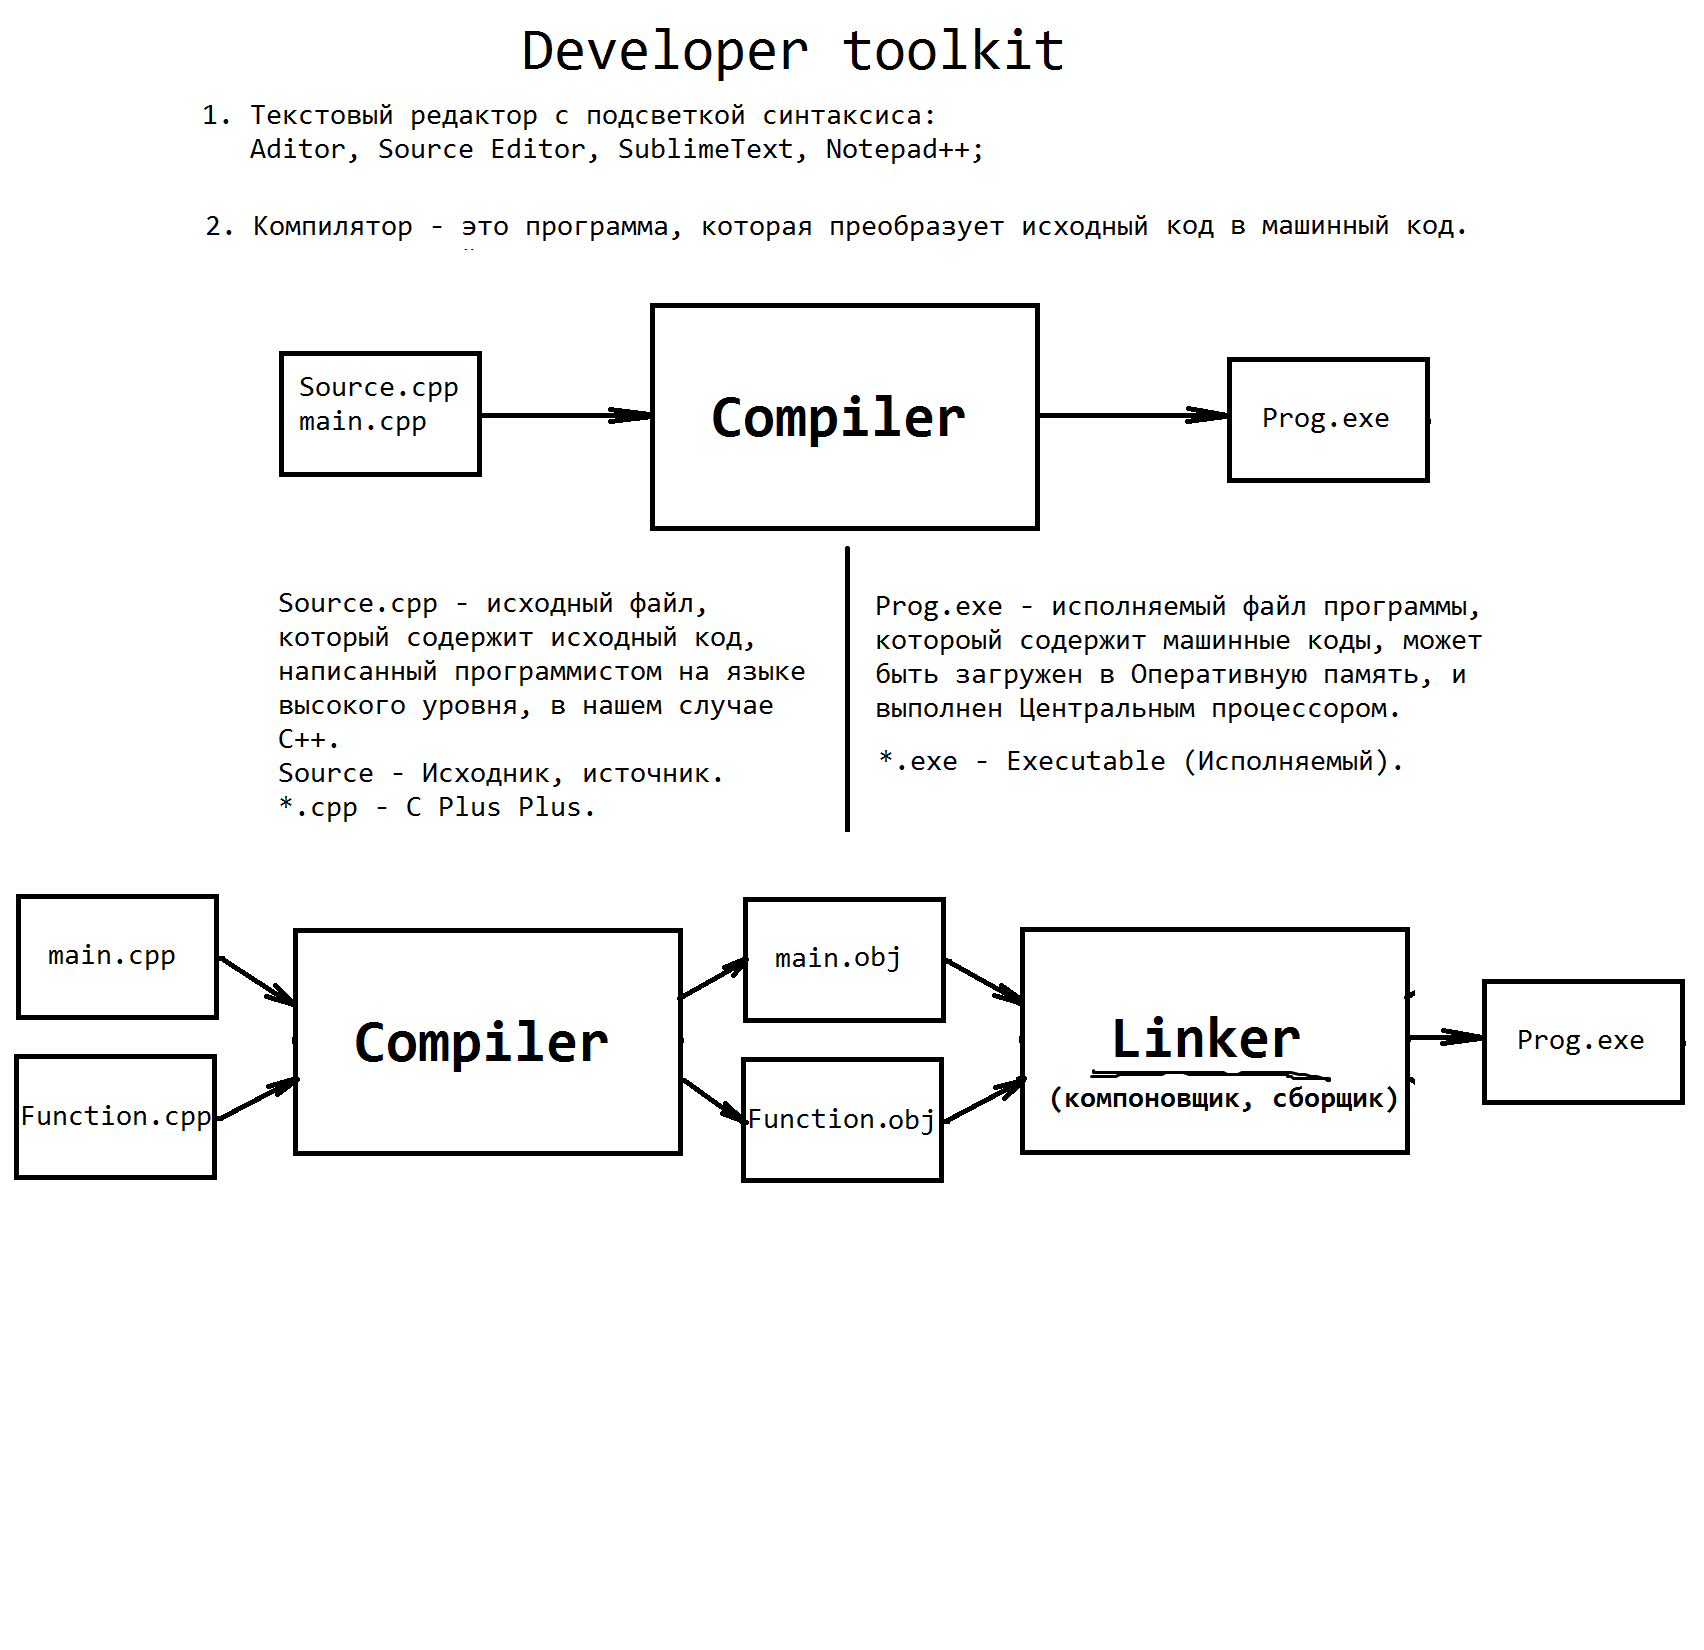 Developer toolkit
1. Текстовый редактор с подсветкой синтаксиса:
Aditor, Source Editor, SublimeText, Notepad++;
2. Компилятор - это программа, которая преобразует исходный код в машинный код.
Source.cpp
main.cpp
Compiler
Prog.exe
Source.cpp - исходный файл,
который содержит исходный код,
написанный программистом на языке
высокого уровня, в нашем случае
C++.
Source - Исходник, источник.
*.cpp - C Plus Plus.
Prog.exe - исполняемый файл программы,
котороый содержит машинные коды, может
быть загружен в Оперативную память, и
выполнен Центральным процессором.
*.exe - Executable (Исполняемый).
main.cpp
Function.cpp
Compiler
main.obj
Function.obj
Linker
(компоновщик, сборщик)
Prog.exe